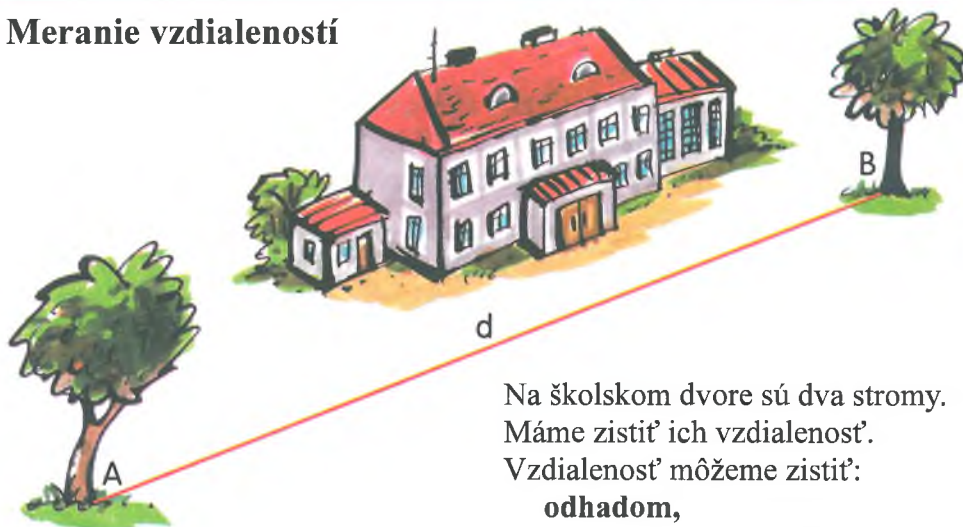 Meranie vzdialeností
B
d
A
Na školskom dvore sú dva stromy.
Máme zistiť ich vzdialenosť.
Vzdialenosť môžeme zistiť:
odhadom,